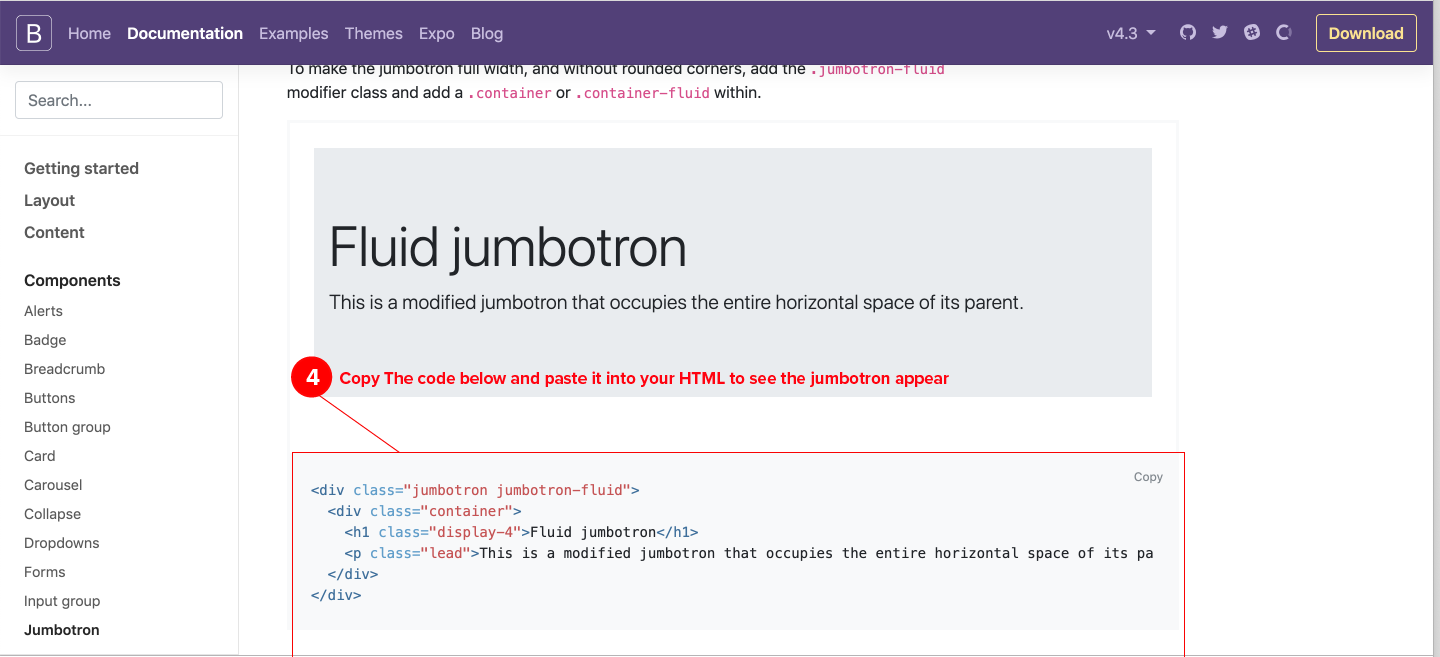 B Home Documentation Examples Themes Expo Blog v4.3 Download
Search...
Getting started
Layout
Content
Components
Alerts
Badge
Breadcrumb
Buttons
Button group
Card
Carousel
Collapse
Dropdowns
Forms
Input group
Jumbotron
To make the jumbotron full width, and without rounded corners, add the .jumbotron-fluid
modifier class and add a .container or .container-fluid within.
Fluid jumbotron
This is a modified jumbotron that occupies the entire horizontal space of its parent.
4 Copy The code below and paste it into your HTML to see the jumbotron appear
Copy
<div class="jumbotron jumbotron-fluid">
  <div class="container">
    <h1 class="display-4">Fluid jumbotron</h1>
    <p class="lead">This is a modified jumbotron that occupies the entire horizontal space of its pa
  </div>
</div>